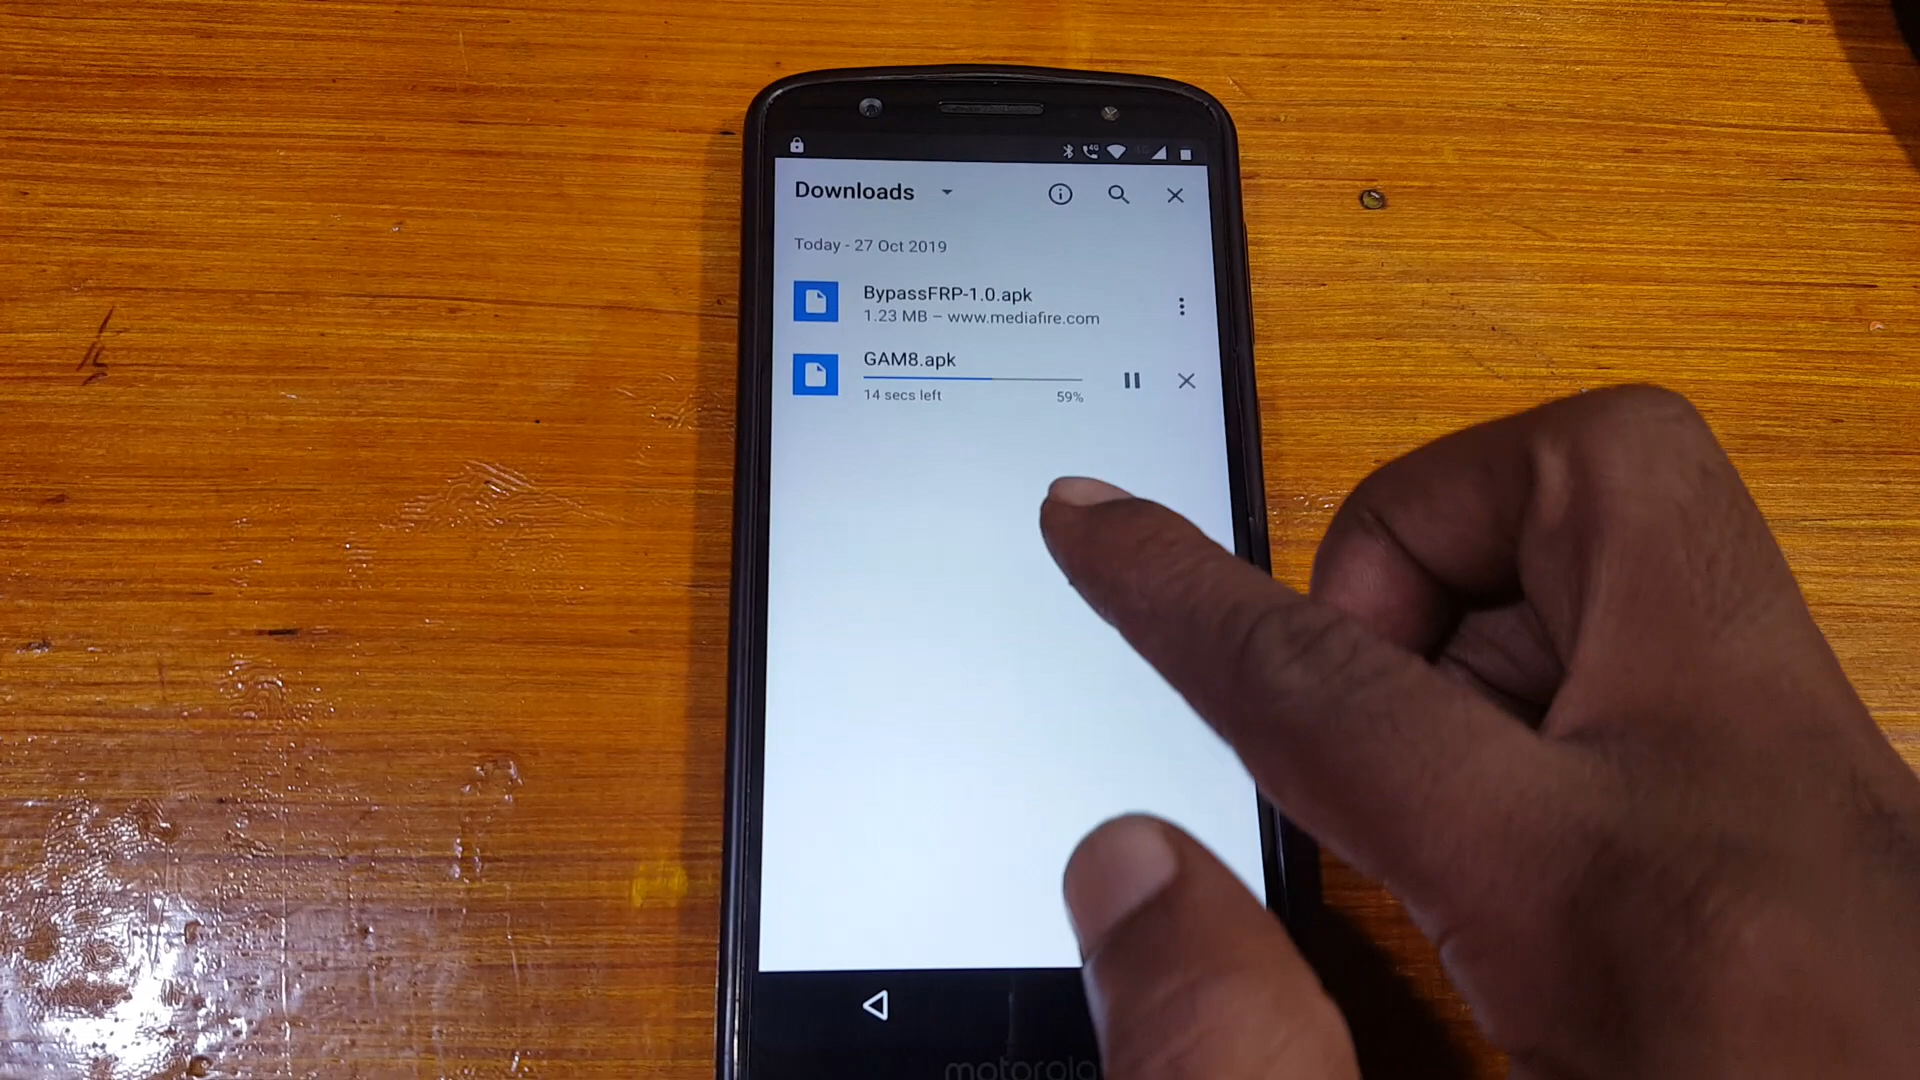 Downloads
Today - 27 Oct 2019
BypassFRP-1.0.apk
1.23 MB – www.mediafire.com
GAM8.apk
14 secs left 59%
motorola